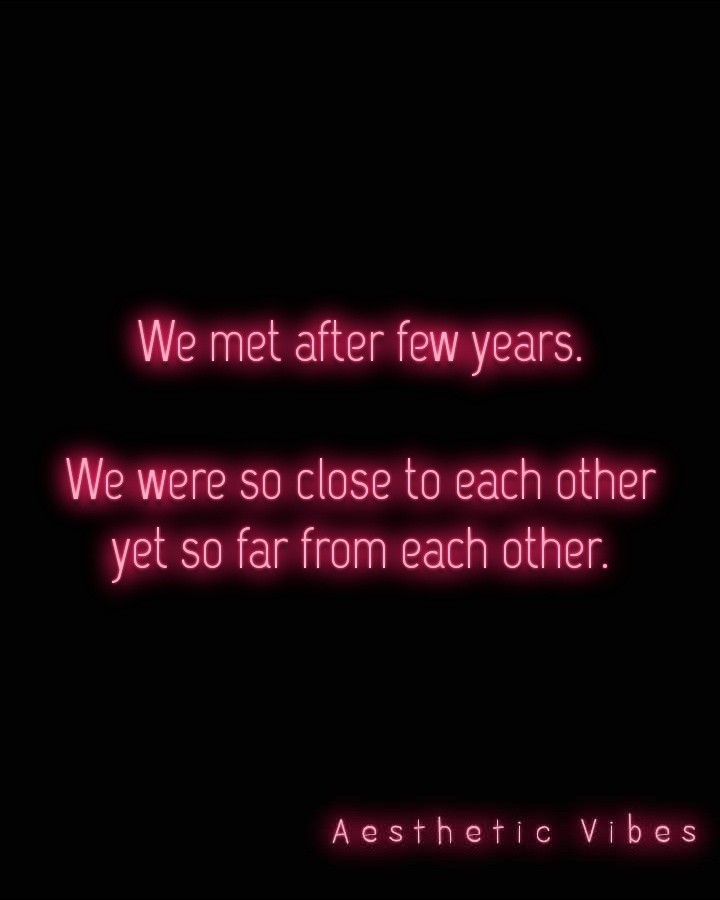 We met after few years.
We were so close to each other
yet so far from each other.
Aesthetic Vibes